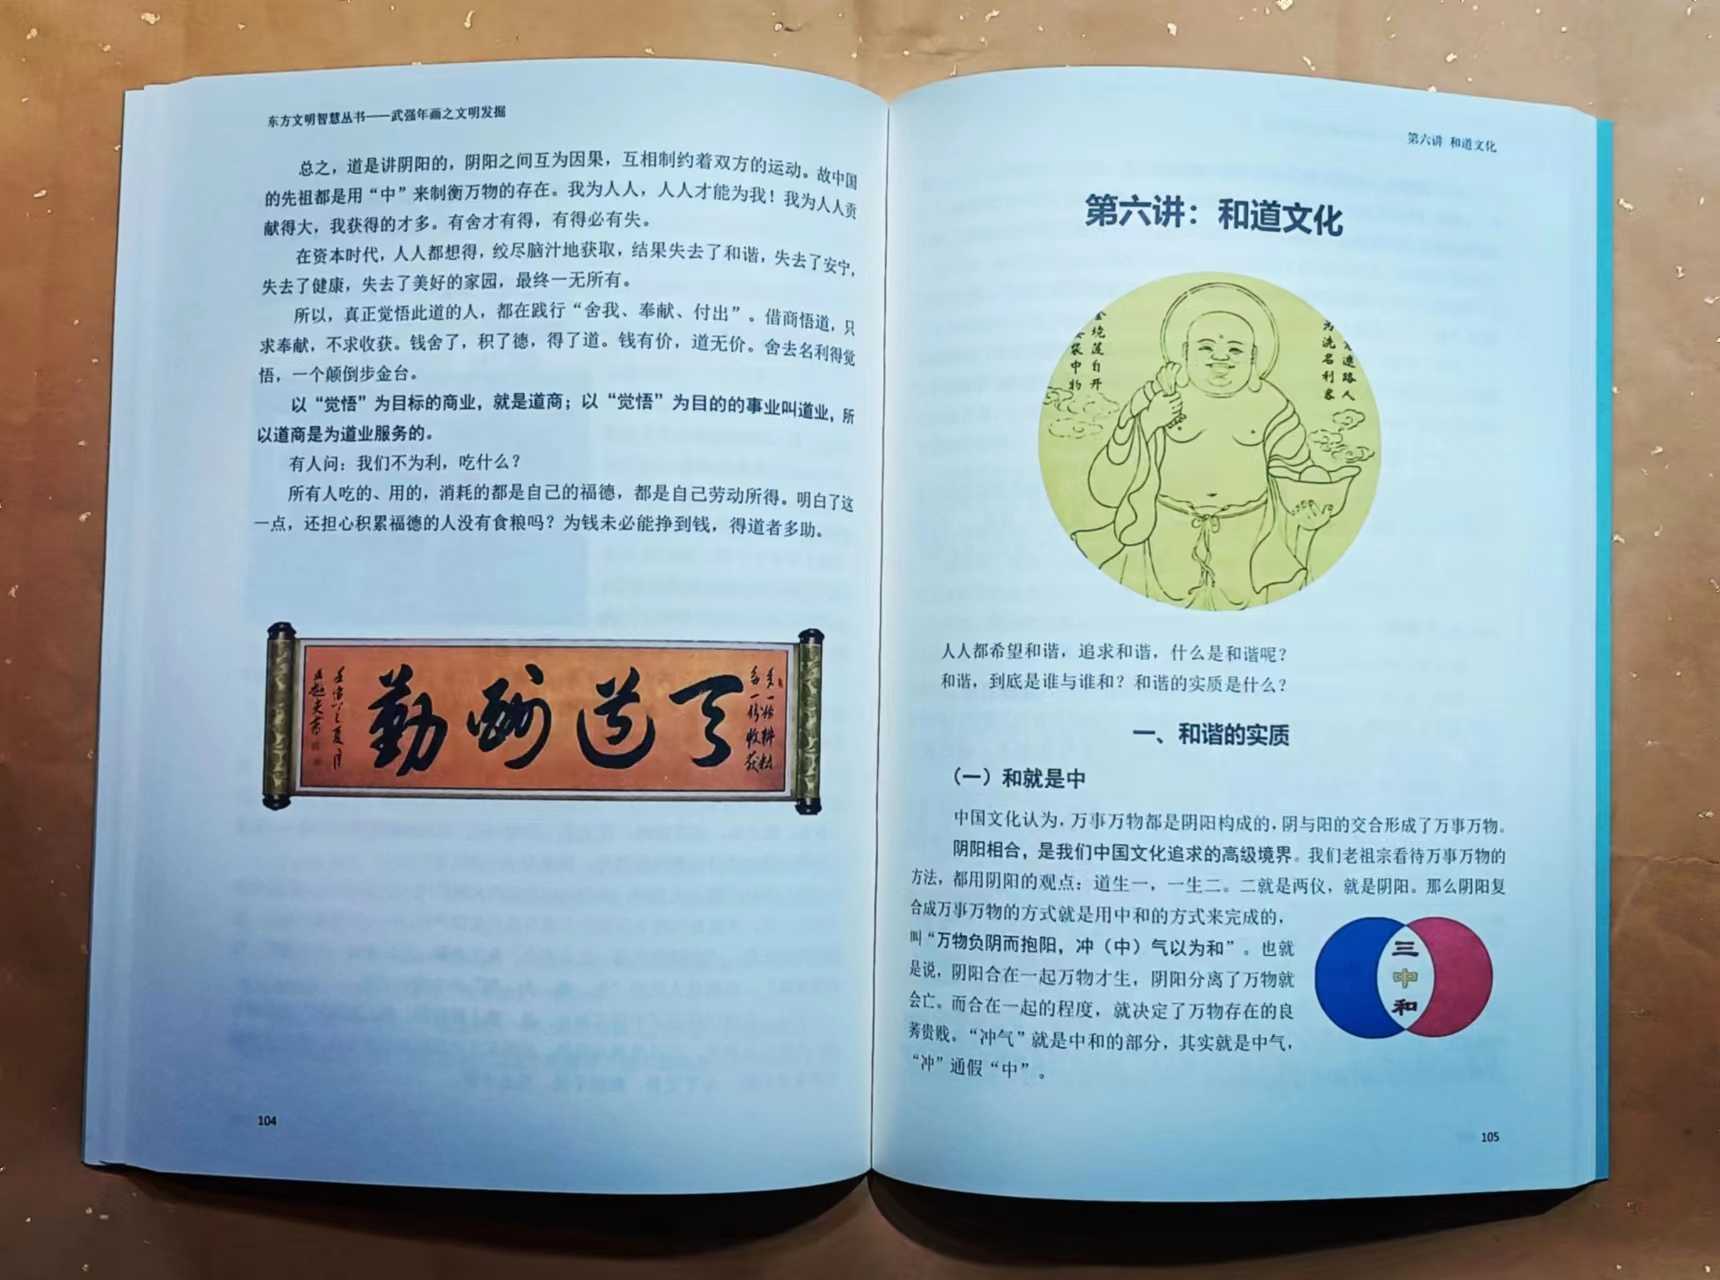 东方文明智慧丛书——武强年画之文明发掘
总之，道是讲阴阳的，阴阳之间互为因果，互相制约着双方的运动。故中国
的先祖都是用“中”来制衡万物的存在。我为人人，人人才能为我！我为人人贡
献得大，我获得的才多。有舍才有得，有得必有失。
在资本时代，人人都想得，绞尽脑汁地获取，结果失去了和谐，失去了安宁，
失去了健康，失去了美好的家园，最终一无所有。
所以，真正觉悟此道的人，都在践行“舍我、奉献、付出”。借商悟道，只
求奉献，不求收获。钱舍了，积了德，得了道。钱有价，道无价。舍去名利得觉
悟，一个颠倒步金台。
以“觉悟”为目标的商业，就是道商；以“觉悟”为目的的事业叫道业，所
以道商是为道业服务的。
有人问：我们不为利，吃什么？
所有人吃的、用的，消耗的都是自己的福德，都是自己劳动所得。明白了这
一点，还担心积累福德的人没有食粮吗？为钱未必能挣到钱，得道者多助。
天道酬勤
多一份耕耘
多一份收获
104
第六讲 和道文化
第六讲：和道文化
路人
为洗名利客
烧莲自开
袋中物
人人都希望和谐，追求和谐，什么是和谐呢？
和谐，到底是谁与谁和？和谐的实质是什么？
一、和谐的实质
（一）和就是中
中国文化认为，万事万物都是阴阳构成的，阴与阳的交合形成了万事万物。
阴阳相合，是我们中国文化追求的高级境界。我们老祖宗看待万事万物的
方法，都用阴阳的观点：道生一，一生二。二就是两仪，就是阴阳。那么阴阳复
合成万事万物的方式就是用中和的方式来完成的，
叫“万物负阴而抱阳，冲（中）气以为和”。也就
是说，阴阳合在一起万物才生，阴阳分离了万物就
会亡。而合在一起的程度，就决定了万物存在的良
莠贵贱。“冲气”就是中和的部分，其实就是中气，
“冲”通假“中”。
三
中
和
105